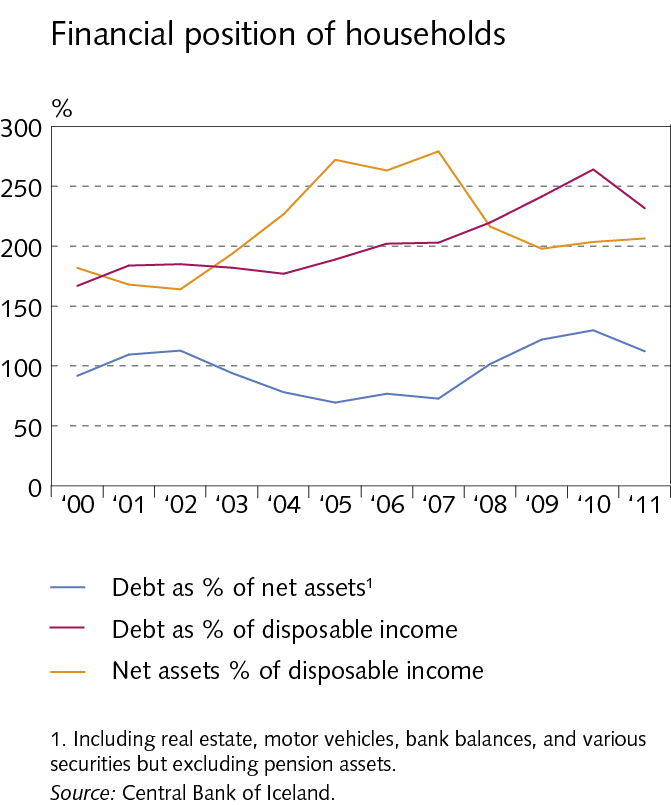 Financial position of households
%
300
250
200
150
100
50
0
‘00 ‘01 ‘02 ‘03 ‘04 ‘05 ‘06 ‘07 ‘08 ‘09 ‘10 ‘11
Debt as % of net assets¹
Debt as % of disposable income
Net assets % of disposable income
1. Including real estate, motor vehicles, bank balances, and various
securities but excluding pension assets.
Source: Central Bank of Iceland.